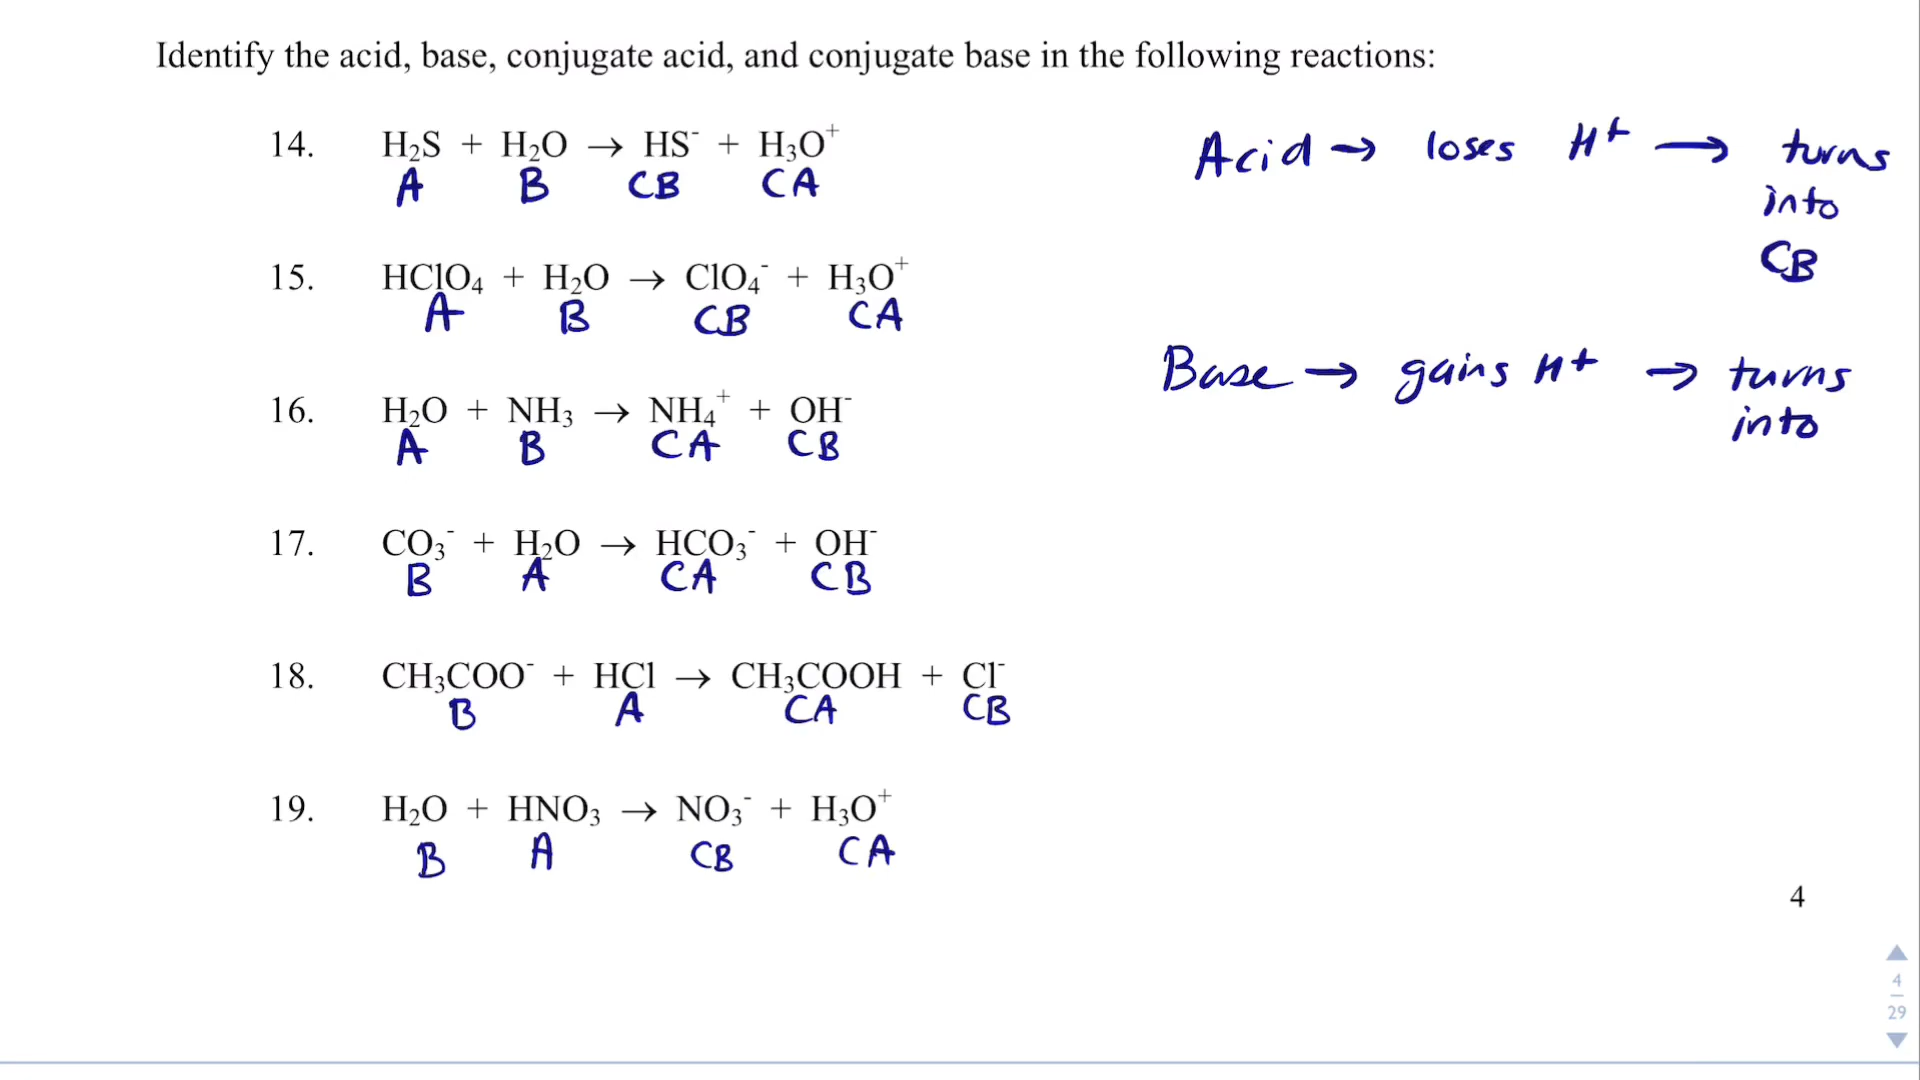 Identify the acid, base, conjugate acid, and conjugate base in the following reactions:
14. H₂S + H₂O → HS⁻ + H₃O⁺
A B CB CA
15. HClO₄ + H₂O → ClO₄⁻ + H₃O⁺
A B CB CA
16. H₂O + NH₃ → NH₄⁺ + OH⁻
A B CA CB
17. CO₃⁻ + H₂O → HCO₃⁻ + OH⁻
B A CA CB
18. CH₃COO⁻ + HCl → CH₃COOH + Cl⁻
B A CA CB
19. H₂O + HNO₃ → NO₃⁻ + H₃O⁺
B A CB CA
Acid → loses H+ → turns
into
CB
Base → gains H+ → turns
into
4
4
29